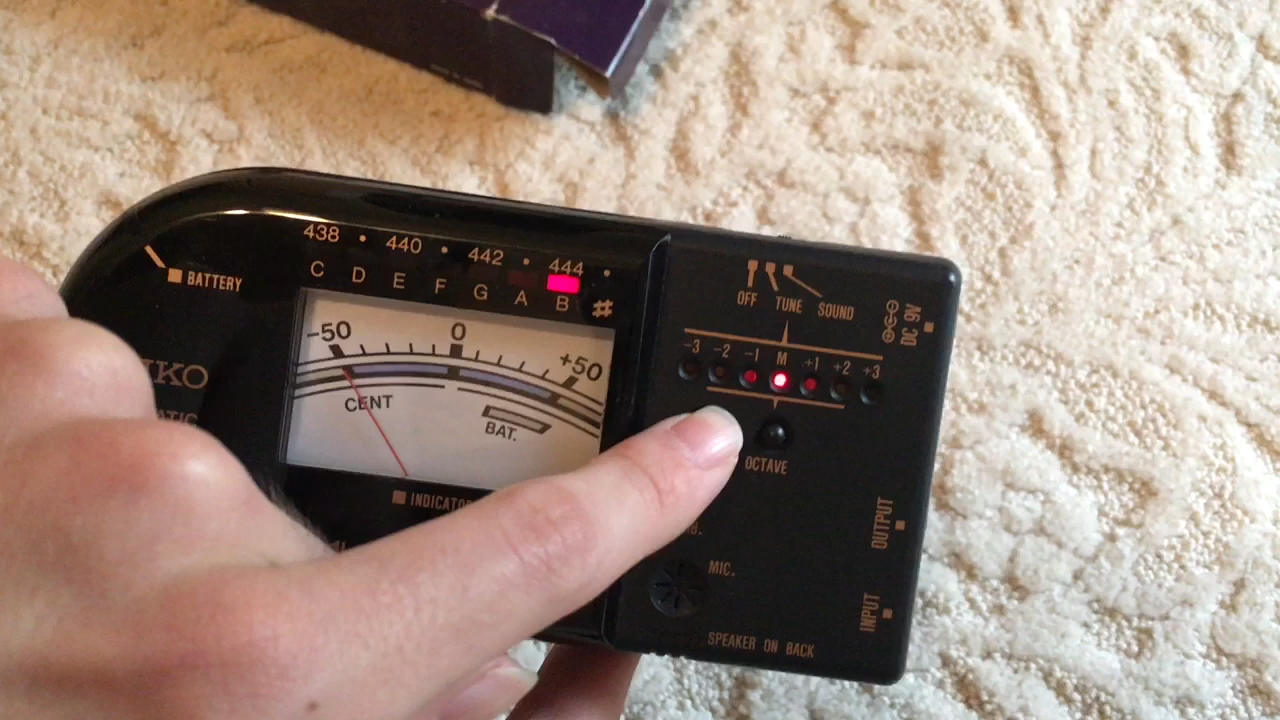 438 • 440 • 442 • 444 •
C D E F G A B #
BATTERY
-50 0 +50
CENT
BAT.
OFF TUNE SOUND
DC 9V
-3 -2 -1 M +1 +2 +3
OCTAVE
OUTPUT
MIC.
INPUT
SPEAKER ON BACK